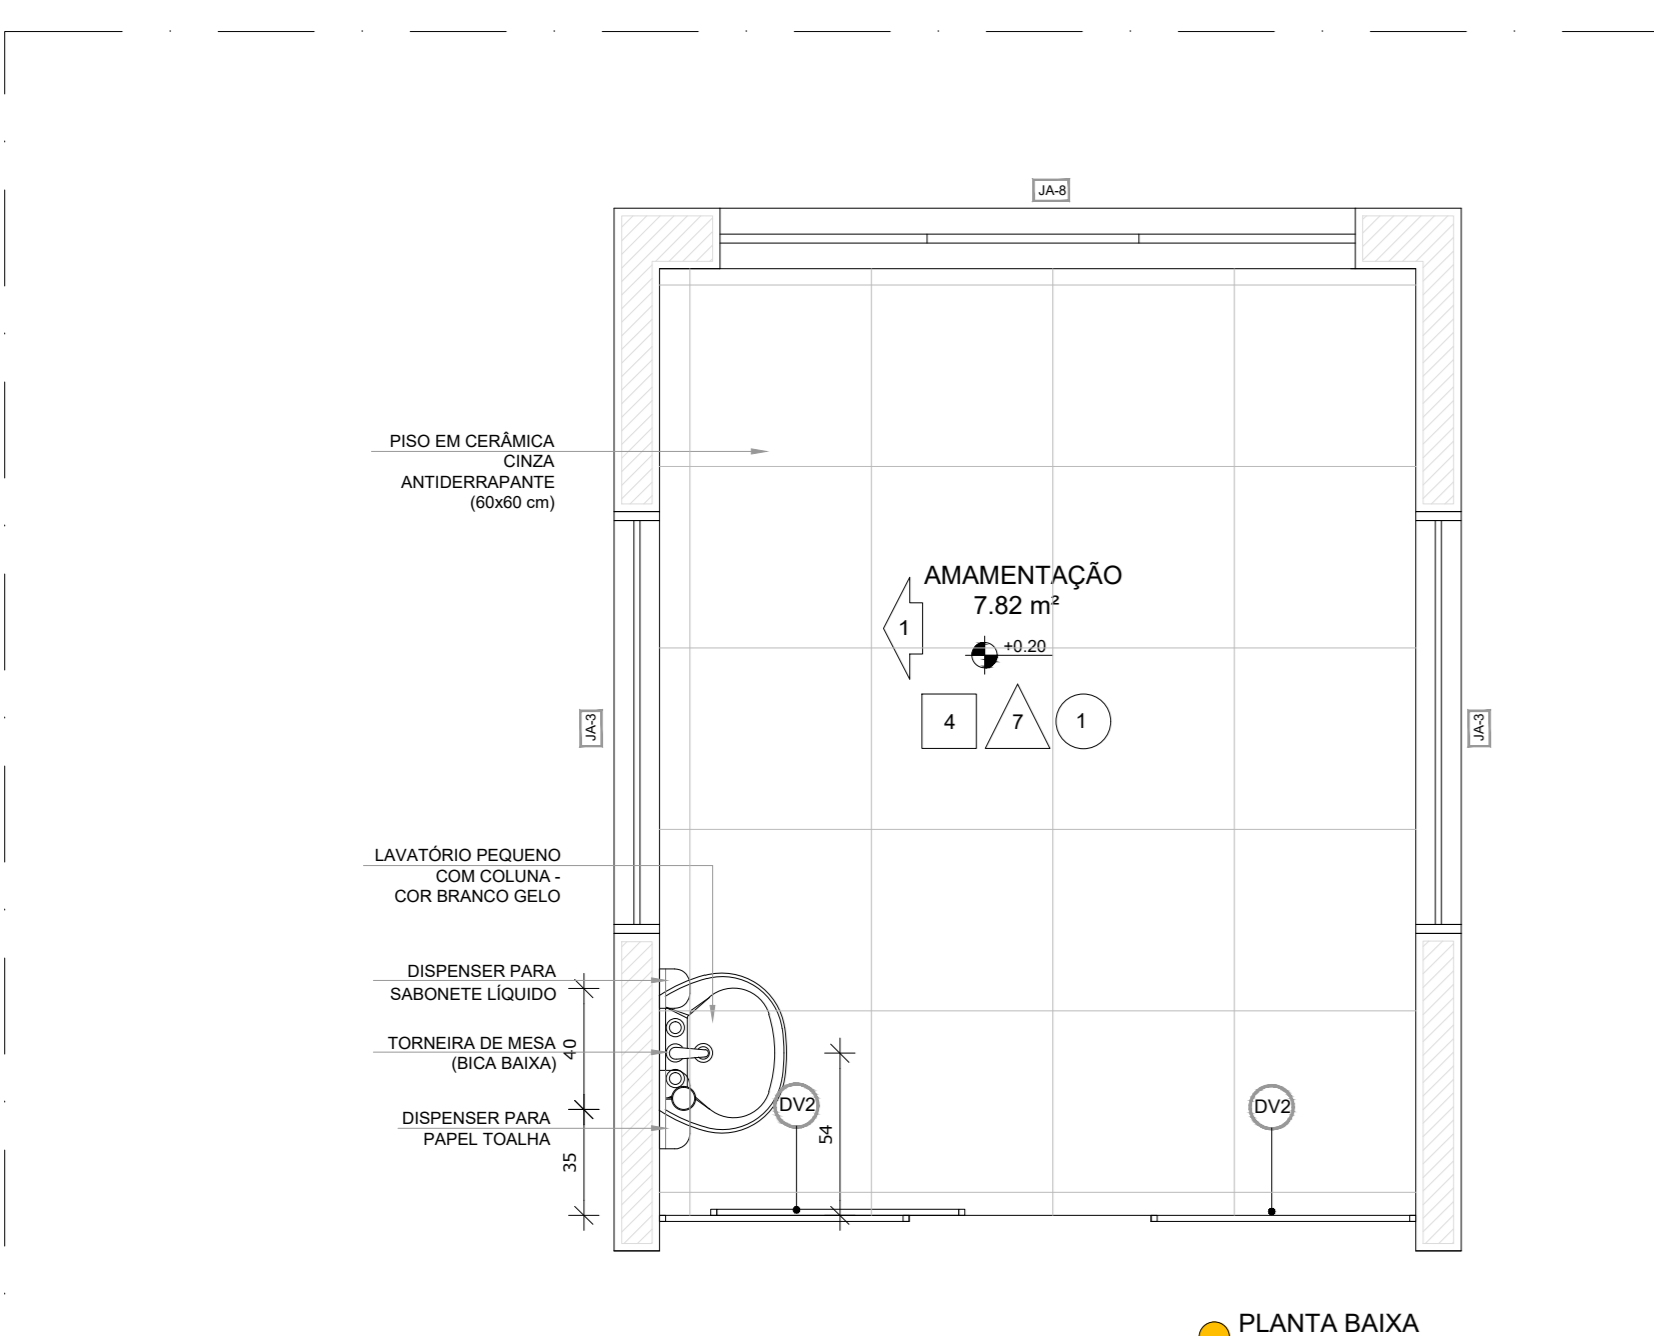 JA-8
PISO EM CERÂMICA
CINZA
ANTIDERRAPANTE
(60x60 cm)
AMAMENTAÇÃO
7.82 m²
1
+0.20
4
7
1
JA-3
JA-3
LAVATÓRIO PEQUENO
COM COLUNA -
COR BRANCO GELO
DISPENSER PARA
SABONETE LÍQUIDO
TORNEIRA DE MESA
(BICA BAIXA)
40
DISPENSER PARA
PAPEL TOALHA
35
54
DV2
DV2
PLANTA BAIXA